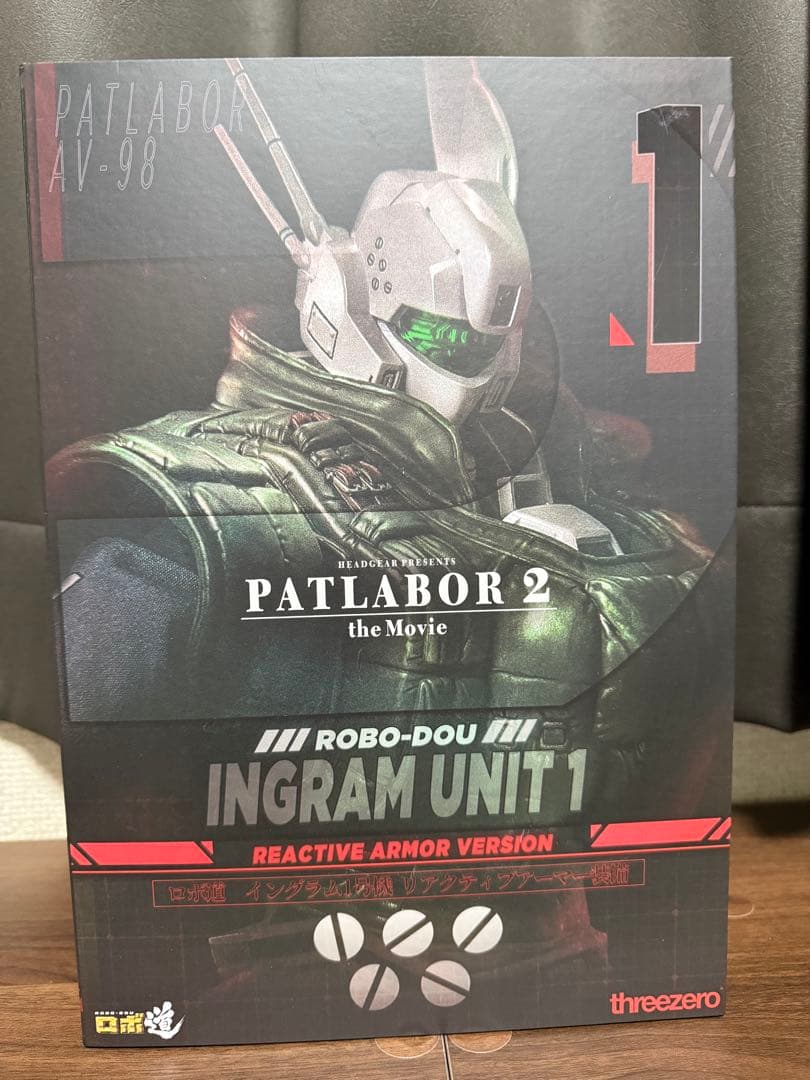 PATLABOR
AV-98
1
HEADGEAR PRESENTS
PATLABOR 2
the Movie
ROBO-DOU
INGRAM UNIT 1
REACTIVE ARMOR VERSION
ロボ道 イングラム1号機 リアクティブアーマー装備
ROBO-DOU
ロボ道
threezero